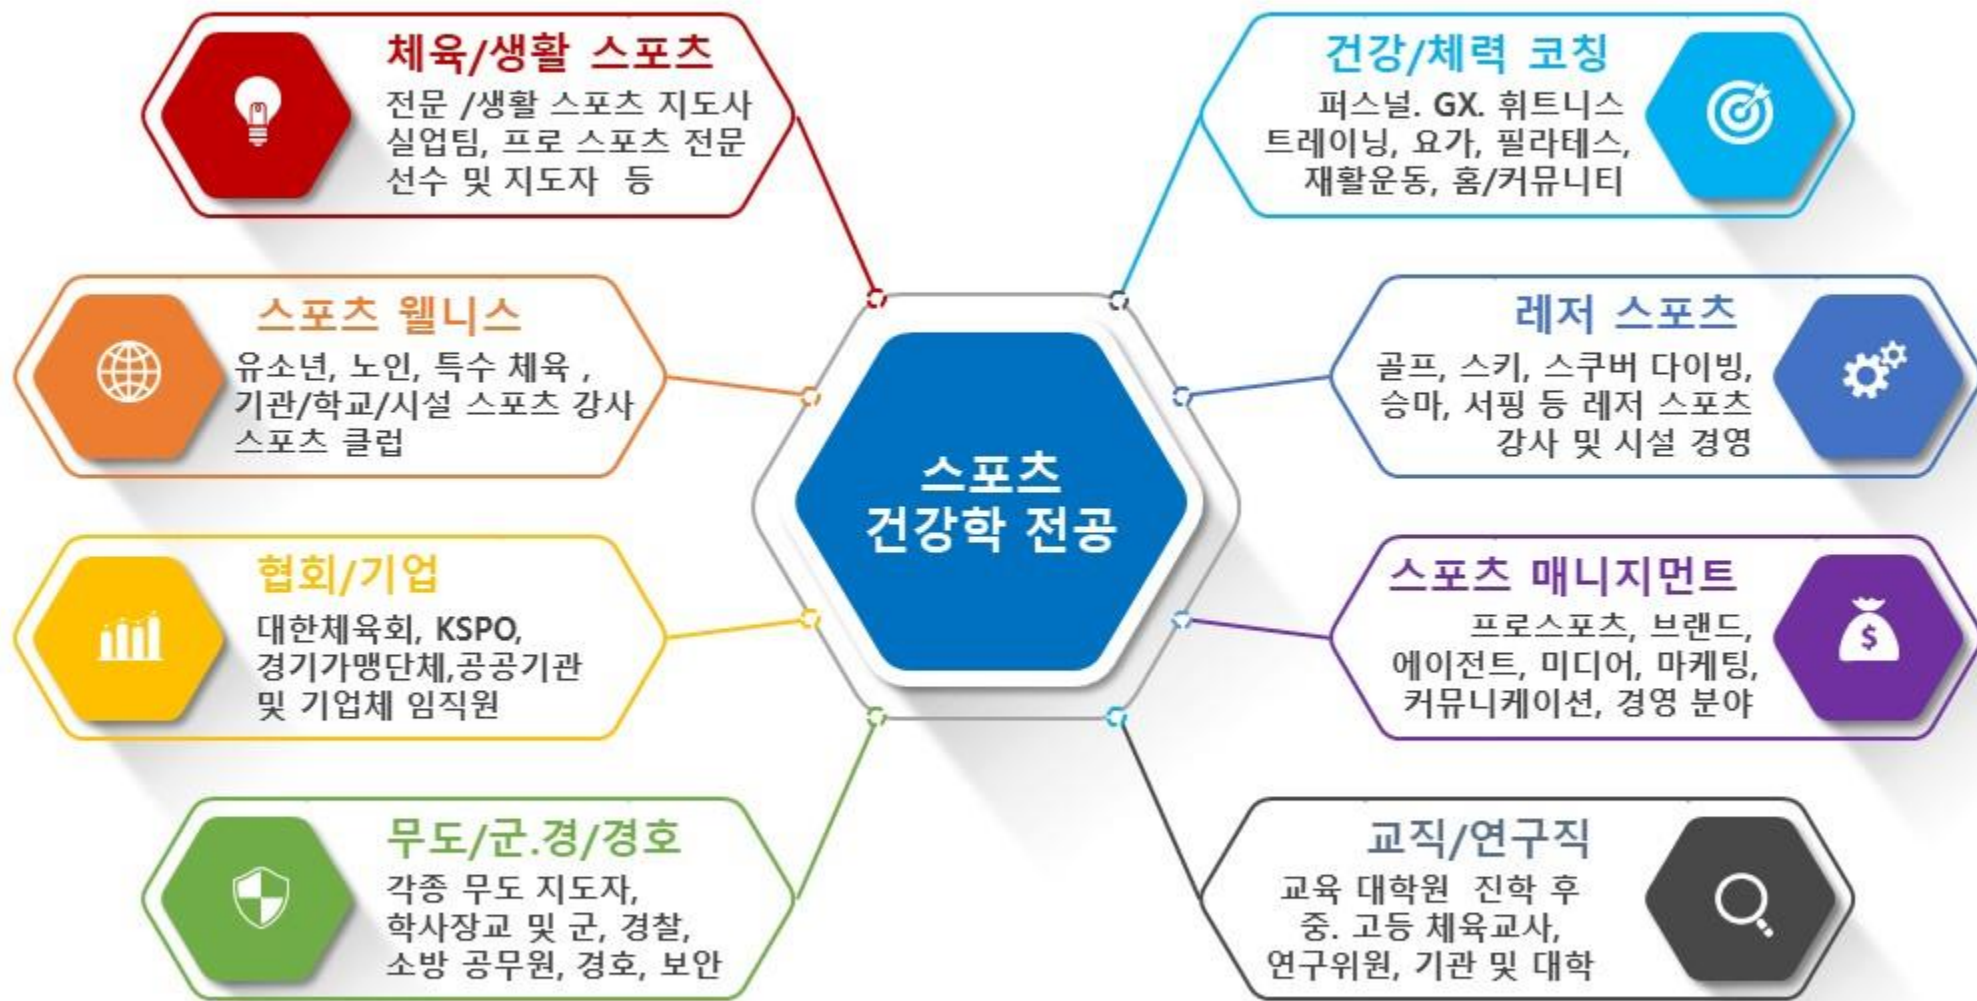 체육/생활 스포츠
전문 /생활 스포츠 지도사
실업팀, 프로 스포츠 전문
선수 및 지도자 등
건강/체력 코칭
퍼스널. GX. 휘트니스
트레이닝, 요가, 필라테스,
재활운동, 홈/커뮤니티
스포츠 웰니스
유소년, 노인, 특수 체육 ,
기관/학교/시설 스포츠 강사
스포츠 클럽
레저 스포츠
골프, 스키, 스쿠버 다이빙,
승마, 서핑 등 레저 스포츠
강사 및 시설 경영
스포츠
건강학 전공
협회/기업
대한체육회, KSPO,
경기가맹단체,공공기관
및 기업체 임직원
스포츠 매니지먼트
프로스포츠, 브랜드,
에이전트, 미디어, 마케팅,
커뮤니케이션, 경영 분야
$
무도/군.경/경호
각종 무도 지도자,
학사장교 및 군, 경찰,
소방 공무원, 경호, 보안
교직/연구직
교육 대학원 진학 후
중. 고등 체육교사,
연구위원, 기관 및 대학